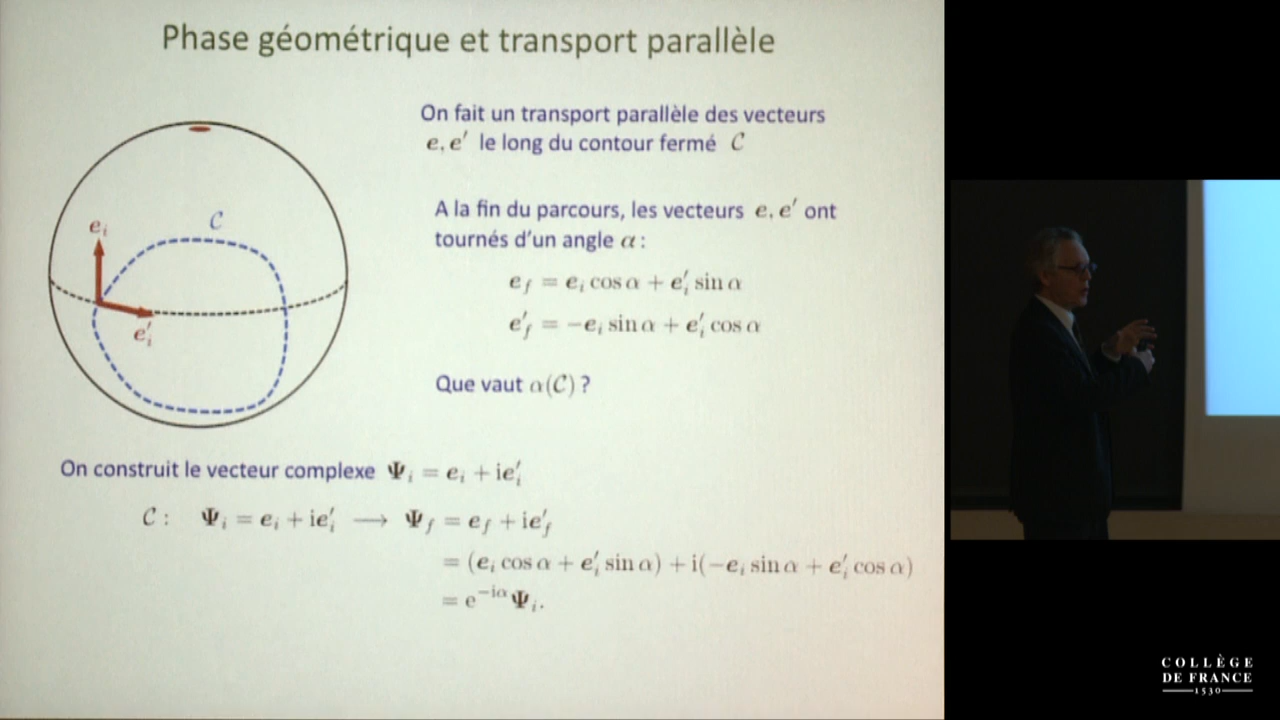 Phase géométrique et transport parallèle
On fait un transport parallèle des vecteurs
e, e′ le long du contour fermé C
A la fin du parcours, les vecteurs e, e′ ont
tournés d'un angle α :
e_f = e_i cos α + e′_i sin α
e′_f = −e_i sin α + e′_i cos α
Que vaut α(C) ?
C
e_i
e′_i
On construit le vecteur complexe Ψ_i = e_i + ie′_i
C : Ψ_i = e_i + ie′_i ⟶ Ψ_f = e_f + ie′_f
= (e_i cos α + e′_i sin α) + i(−e_i sin α + e′_i cos α)
= e^{−iα} Ψ_i.
COLLÈGE
DE FRANCE
1530